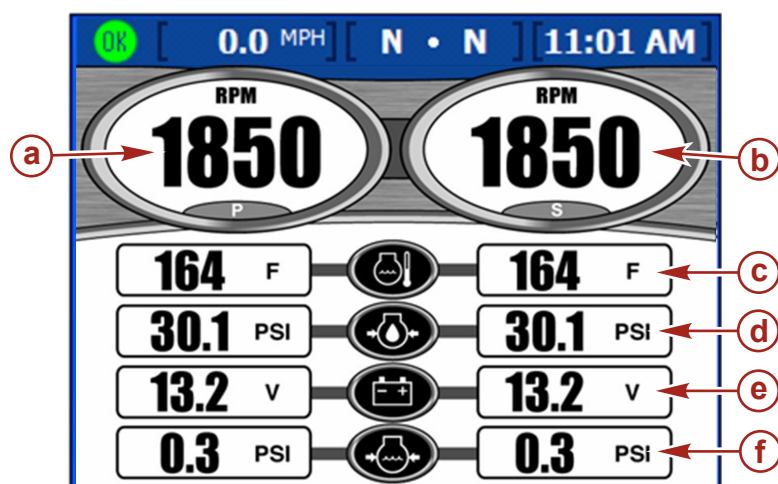 OK [ 0.0 MPH ] [ N • N ] [ 11:01 AM ]
RPM RPM
a 1850 1850 b
P S
164 F 164 F c
30.1 PSI 30.1 PSI d
13.2 V - + 13.2 V e
0.3 PSI 0.3 PSI f